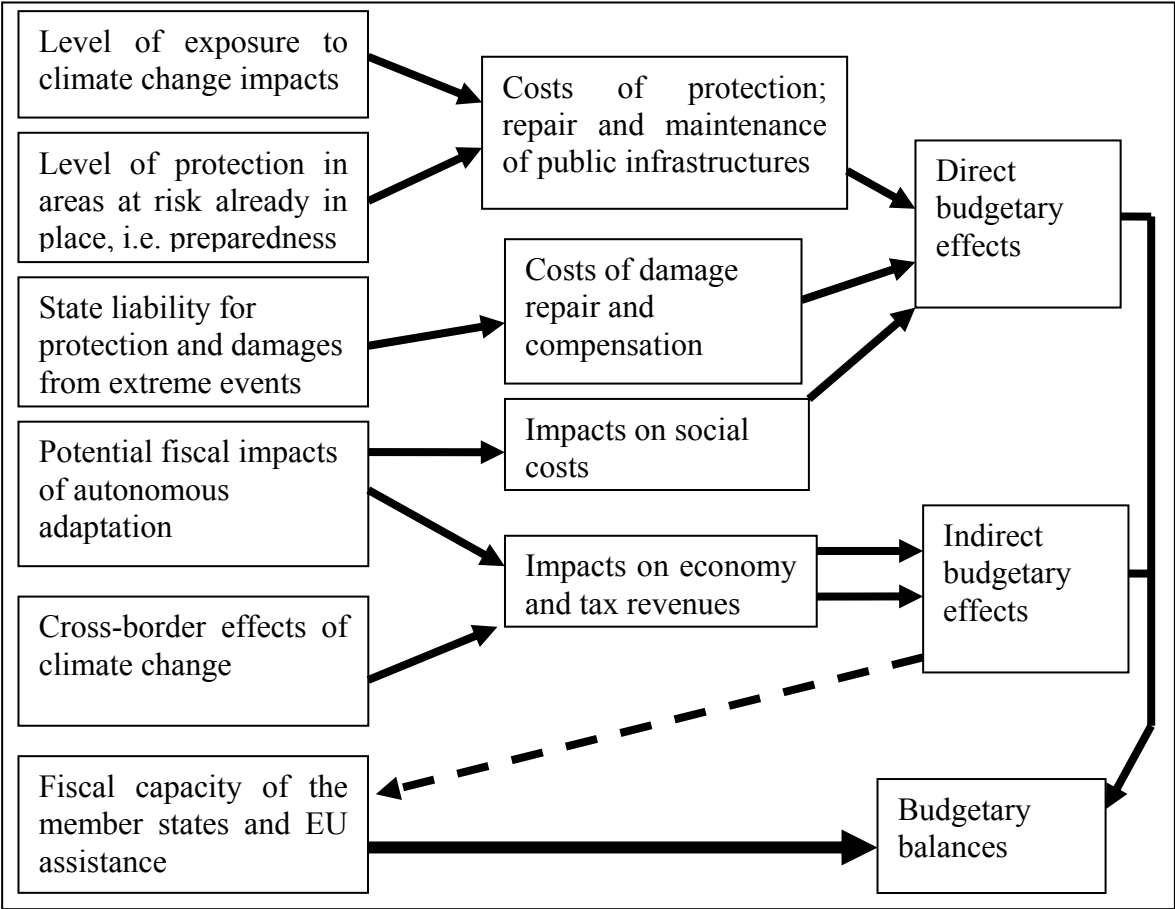 Level of exposure to
climate change impacts
Level of protection in
areas at risk already in
place, i.e. preparedness
State liability for
protection and damages
from extreme events
Potential fiscal impacts
of autonomous
adaptation
Cross-border effects of
climate change
Fiscal capacity of the
member states and EU
assistance
Costs of protection;
repair and maintenance
of public infrastructures
Costs of damage
repair and
compensation
Impacts on social
costs
Impacts on economy
and tax revenues
Direct
budgetary
effects
Indirect
budgetary
effects
Budgetary
balances